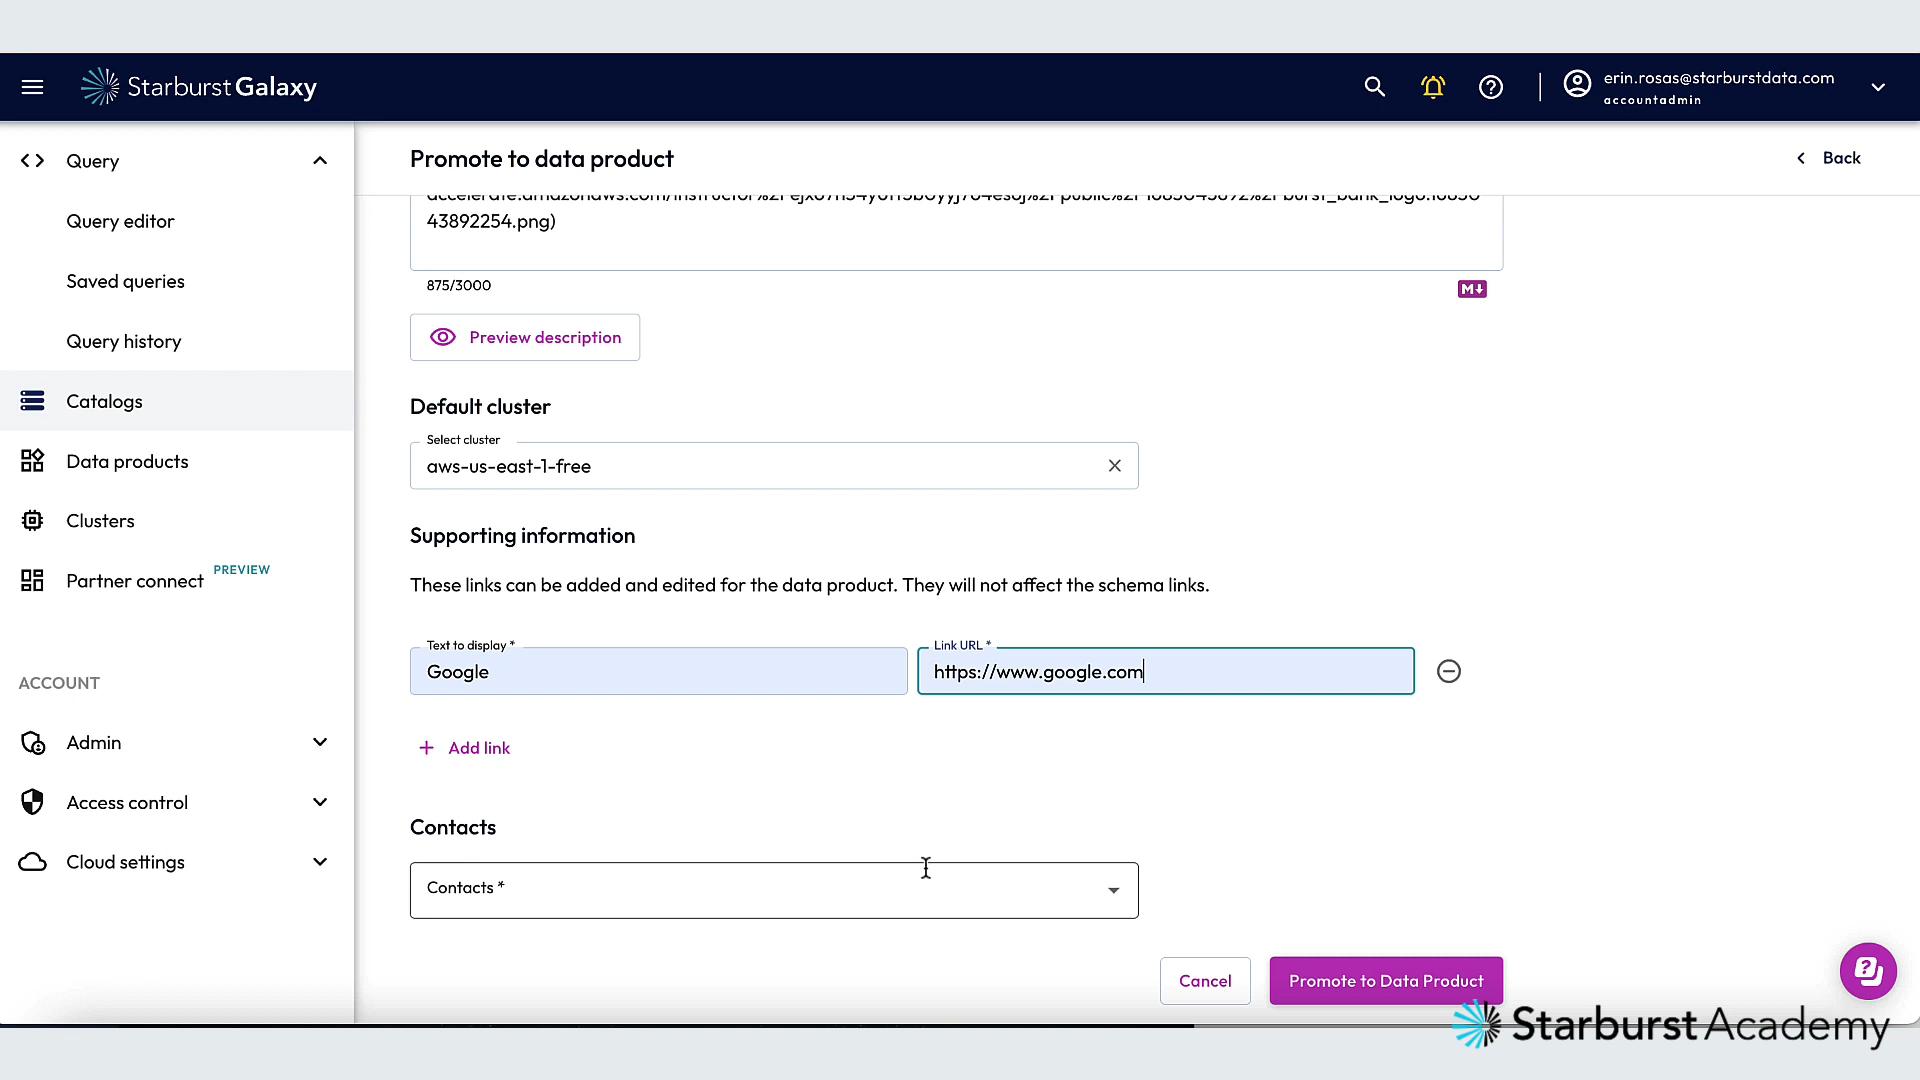 Starburst Galaxy
erin.rosas@starburstdata.com
accountadmin
Query
Query editor
Saved queries
Query history
Catalogs
Data products
Clusters
Partner connect PREVIEW
ACCOUNT
Admin
Access control
Cloud settings
Promote to data product
Back
43892254.png)
875/3000
M
Preview description
Default cluster
Select cluster
aws-us-east-1-free
Supporting information
These links can be added and edited for the data product. They will not affect the schema links.
Text to display *
Google
Link URL *
https://www.google.com
Add link
Contacts
Contacts *
Cancel
Promote to Data Product
Starburst Academy